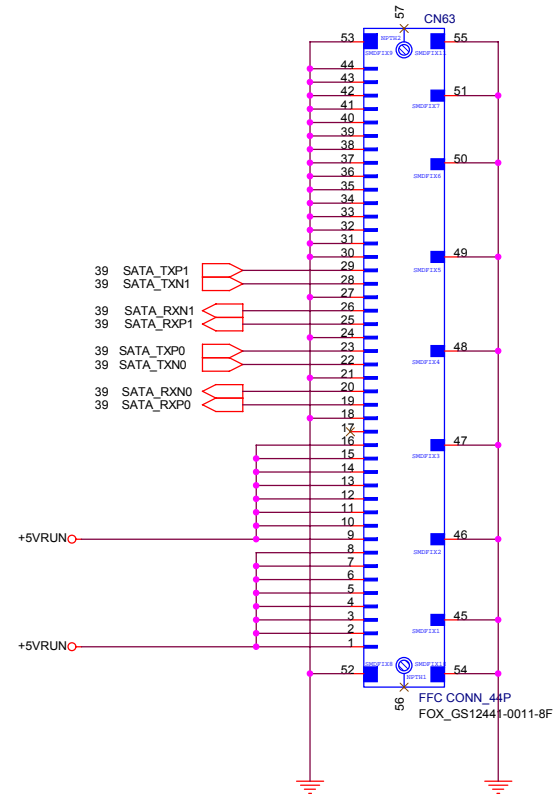 57
CN63
53
NPTH2
55
SMDFIX9
SMDFIX11
44
43
42
51
41
SMDFIX7
40
39
38
37
50
36
SMDFIX6
35
34
33
32
31
30
49
39 SATA_TXP1
29
SMDFIX5
39 SATA_TXN1
28
27
39 SATA_RXN1
26
39 SATA_RXP1
25
24
39 SATA_TXP0
23
48
39 SATA_TXN0
22
SMDFIX4
21
39 SATA_RXN0
20
39 SATA_RXP0
19
18
17
16
47
15
SMDFIX3
14
13
12
11
10
+5VRUN
9
46
8
SMDFIX2
7
6
5
4
3
45
2
SMDFIX1
+5VRUN
1
52
SMDFIX8
54
NPTH1
56
FFC CONN_44P
FOX_GS12441-0011-8F